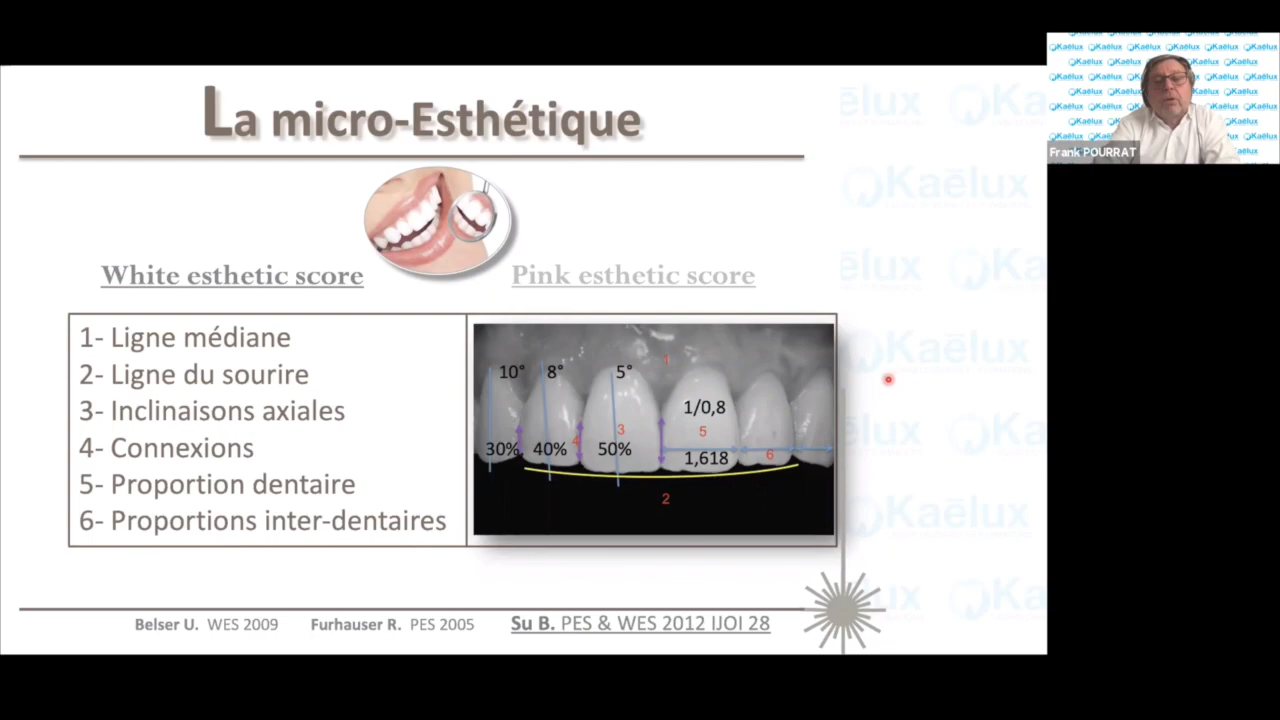 La micro-Esthétique
White esthetic score
Pink esthetic score
1- Ligne médiane
2- Ligne du sourire
3- Inclinaisons axiales
4- Connexions
5- Proportion dentaire
6- Proportions inter-dentaires
1
10° 8° 5°
1/0,8
3 5
4
30% 40% 50% 1,618 6
2
Belser U. WES 2009 Furhauser R. PES 2005 Su B. PES & WES 2012 IJOI 28
Kaēlux
Frank POURRAT